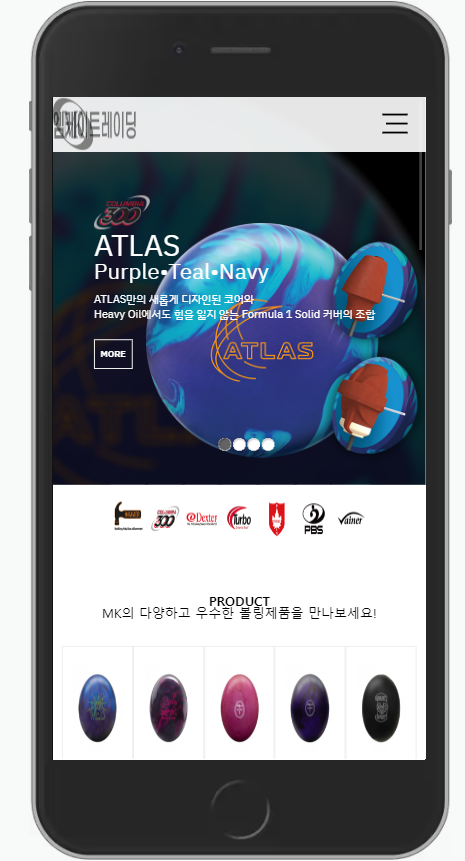 엠케이트레이딩
COLUMBIA
300
ATLAS
Purple•Teal•Navy
ATLAS만의 새롭게 디자인된 코어와
Heavy Oil에서도 힘을 잃지 않는 Formula 1 Solid 커버의 조합
MORE
ATLAS
ATLAS
COLUMBIA
300
Dexter
Turbo
PBS
Vainer
PRODUCT
MK의 다양하고 우수한 볼링제품을 만나보세요!